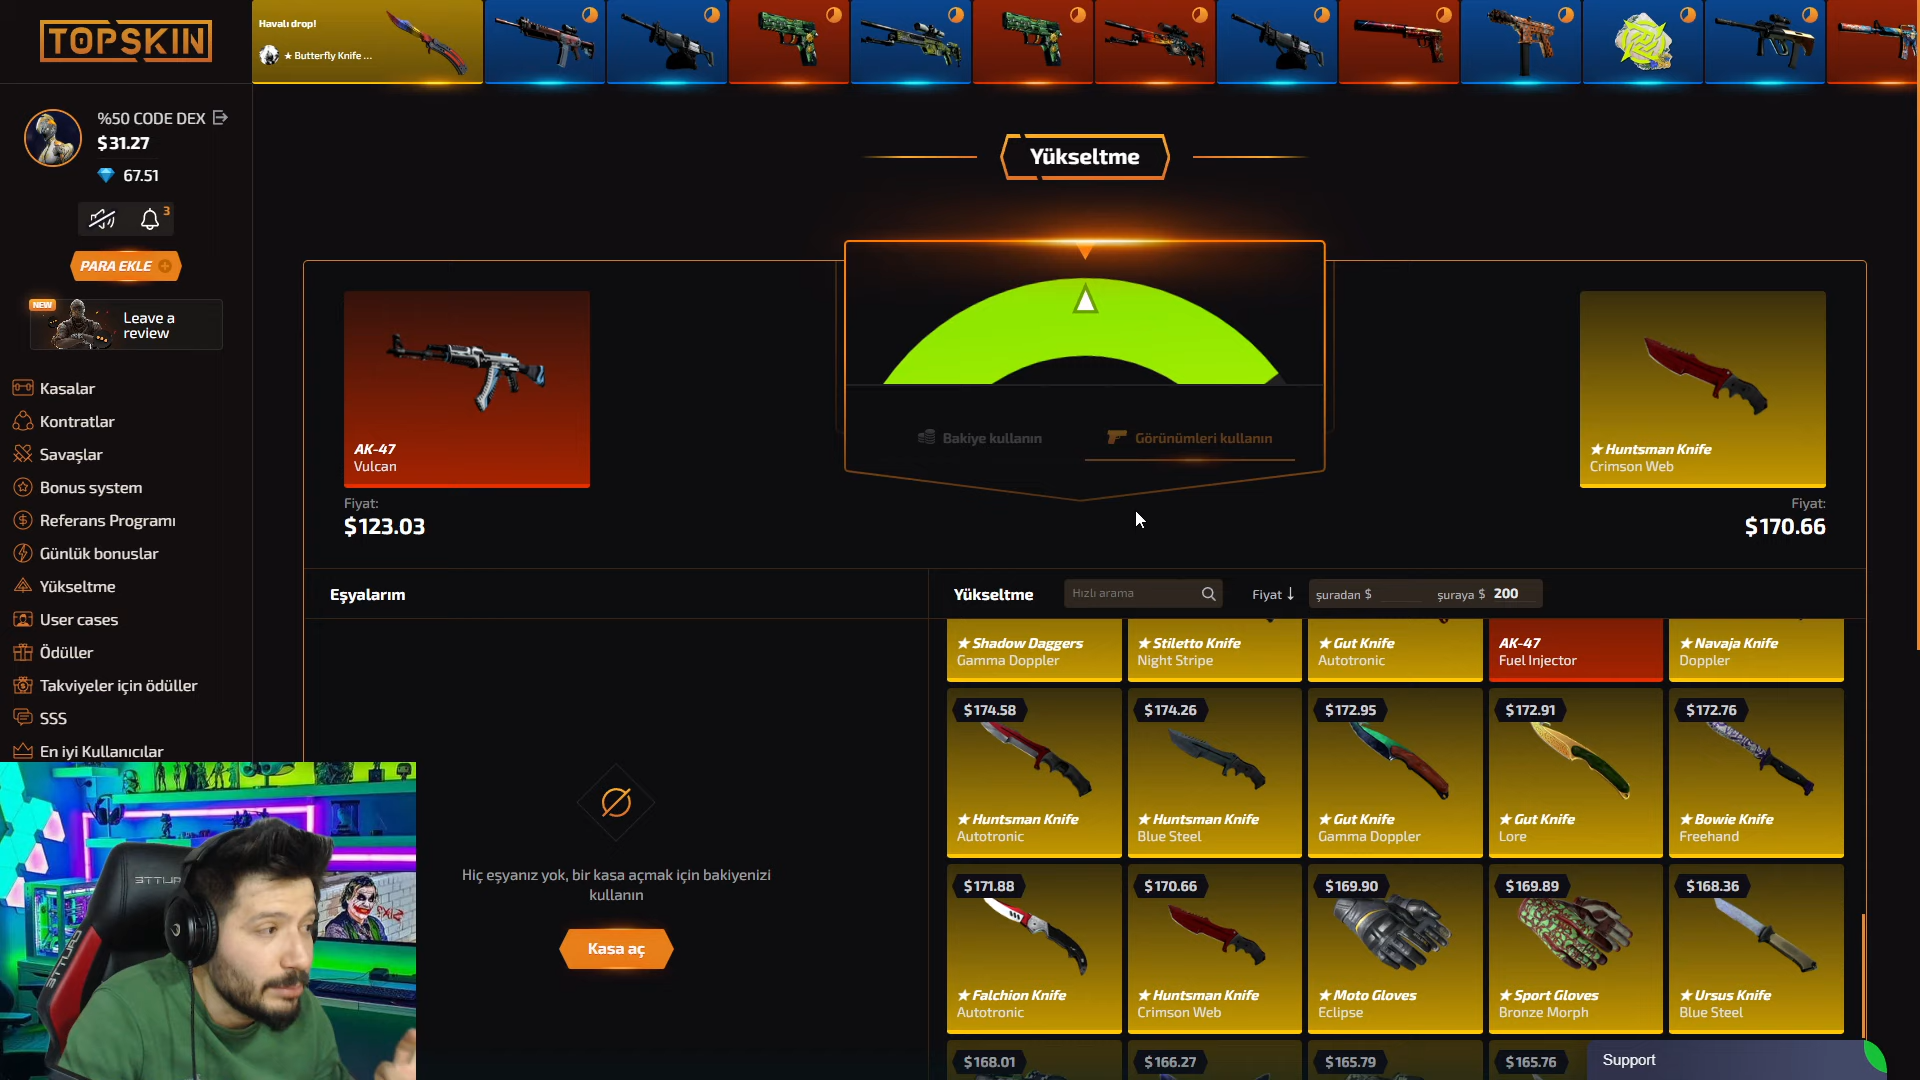 TOPSKIN
Havalı drop!
★ Butterfly Knife ...
%50 CODE DEX
$31.27
67.51
3
PARA EKLE
NEW
Leave a
review
Kasalar
Kontratlar
Savaşlar
Bonus system
Referans Programı
Günlük bonuslar
Yükseltme
User cases
Ödüller
Takviyeler için ödüller
SSS
En iyi Kullanıcılar
Yükseltme
AK-47
Vulcan
Fiyat:
$123.03
Bakiye kullanın
Görünümleri kullanın
★ Huntsman Knife
Crimson Web
Fiyat:
$170.66
Eşyalarım
Hiç eşyanız yok, bir kasa açmak için bakiyenizi
kullanın
Kasa aç
Yükseltme
Hızlı arama
Fiyat ↓
şuradan $
şuraya $ 200
★ Shadow Daggers
Gamma Doppler
★ Stiletto Knife
Night Stripe
★ Gut Knife
Autotronic
AK-47
Fuel Injector
★ Navaja Knife
Doppler
$174.58
★ Huntsman Knife
Autotronic
$174.26
★ Huntsman Knife
Blue Steel
$172.95
★ Gut Knife
Gamma Doppler
$172.91
★ Gut Knife
Lore
$172.76
★ Bowie Knife
Freehand
$171.88
★ Falchion Knife
Autotronic
$170.66
★ Huntsman Knife
Crimson Web
$169.90
★ Moto Gloves
Eclipse
$169.89
★ Sport Gloves
Bronze Morph
$168.36
★ Ursus Knife
Blue Steel
$168.01
$166.27
$165.79
$165.76
Support